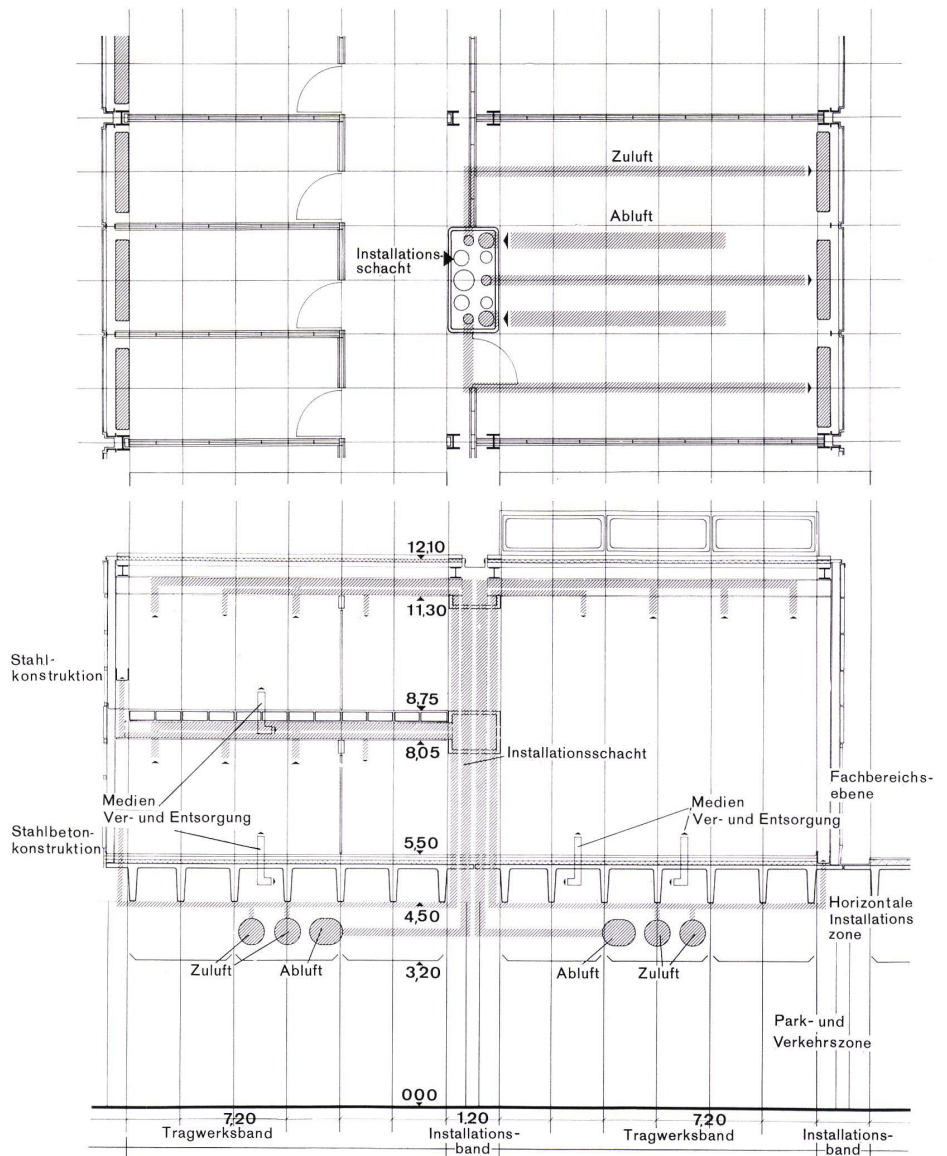 Zuluft
Abluft
Installations-
schacht
12,10
11,30
Stahl-
konstruktion
8,75
8,05
Installationsschacht
Medien
Ver- und Entsorgung
Medien
Ver- und Entsorgung
Fachbereichs-
ebene
Stahlbeton-
konstruktion
5,50
4,50
Horizontale
Installations
zone
Zuluft
Abluft
3,20
Abluft
Zuluft
Park- und
Verkehrszone
000
7,20
1,20
7,20
Tragwerksband
Installations-
band
Tragwerksband
Installations-
band